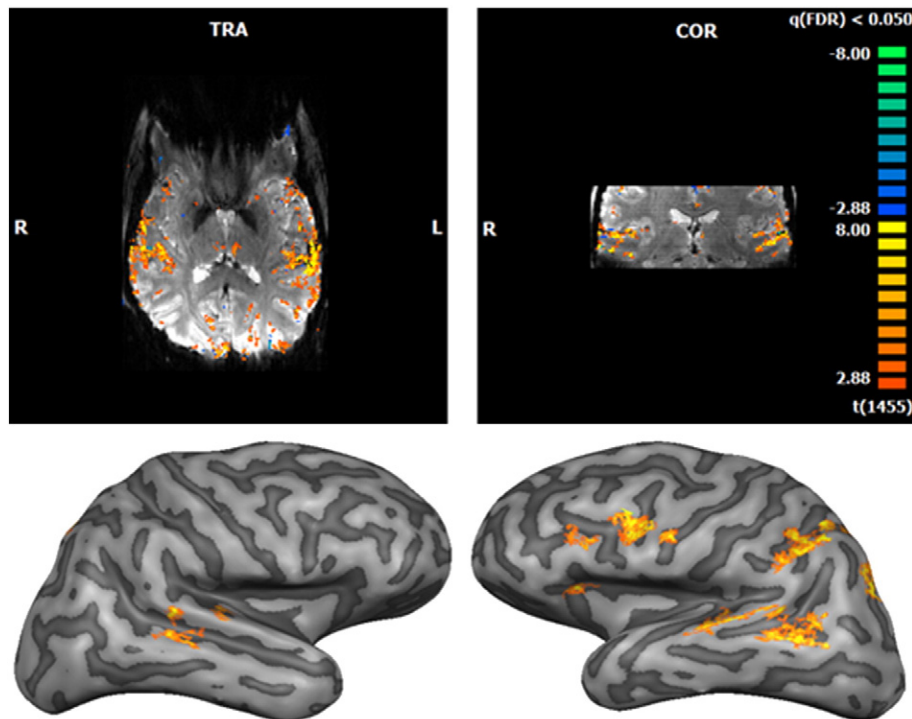 TRA
R
L
COR
R
q(FDR) < 0.050
-8.00
-2.88
8.00
2.88
t(1455)